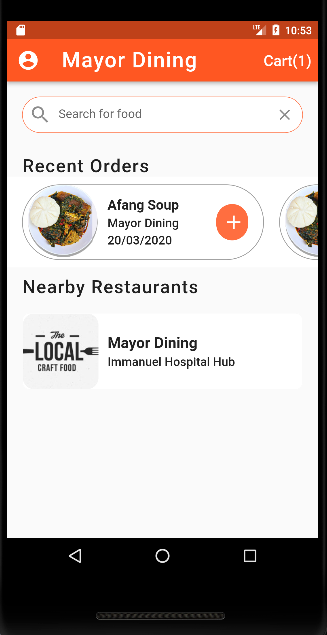 LTE 10:53
Mayor Dining Cart(1)
Search for food
Recent Orders
Afang Soup
Mayor Dining
20/03/2020
Nearby Restaurants
The
LOCAL
CRAFT FOOD
Mayor Dining
Immanuel Hospital Hub